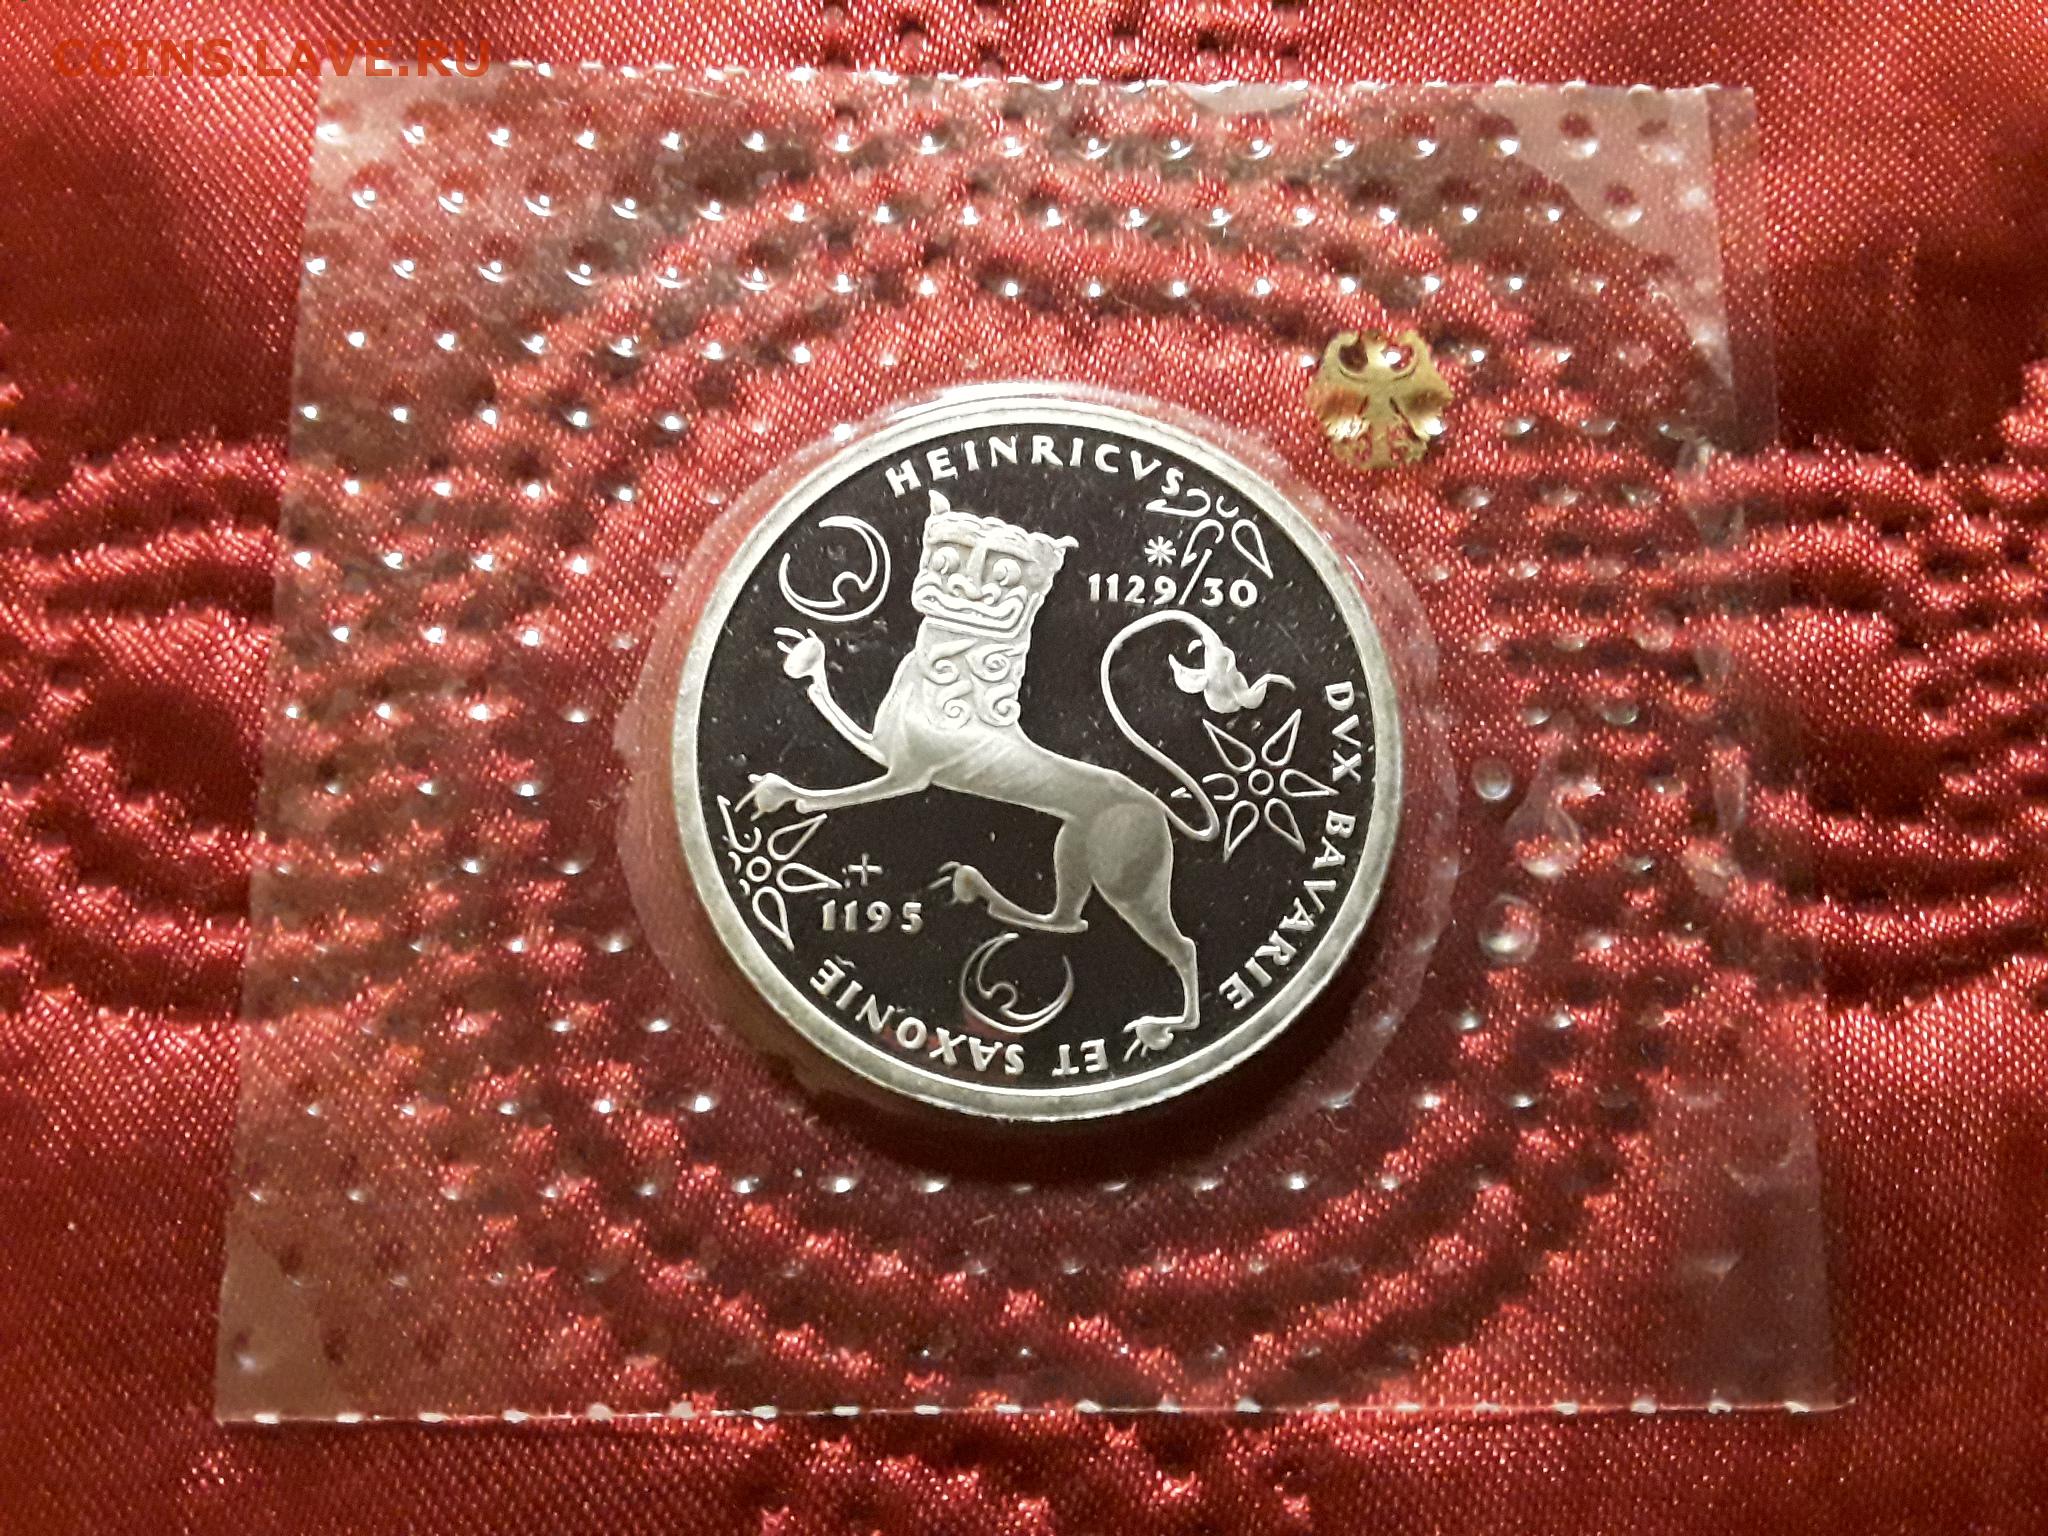 COINS.LAVE.RU
HEINRICVS
* 1129/30
DVX BAVARIE ET SAXONIE
+ 1195